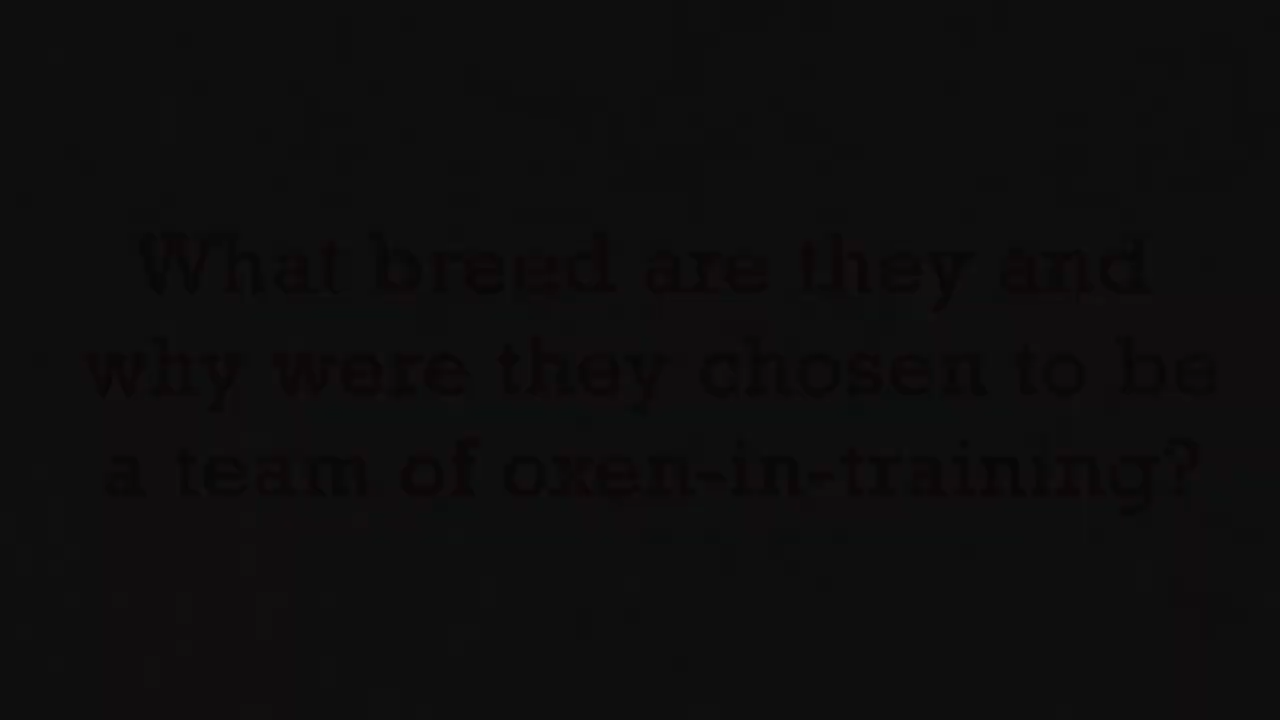 What breed are they and
why were they chosen to be
a team of oxen-in-training?